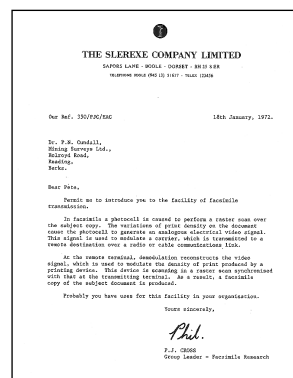 THE SLEREXE COMPANY LIMITED
SAPORS LANE - BOOLE - DORSET - BH 25 8 ER
TELEPHONE BOOLE (945 13) 51617 - TELEX 123456
Our Ref. 350/PJC/EAC 18th January, 1972.
Dr. P.N. Cundall,
Mining Surveys Ltd.,
Holroyd Road,
Reading,
Berks.
Dear Pete,
Permit me to introduce you to the facility of facsimile
transmission.
In facsimile a photocell is caused to perform a raster scan over
the subject copy. The variations of print density on the document
cause the photocell to generate an analogous electrical video signal.
This signal is used to modulate a carrier, which is transmitted to a
remote destination over a radio or cable communications link.
At the remote terminal, demodulation reconstructs the video
signal, which is used to modulate the density of print produced by a
printing device. This device is scanning in a raster scan synchronised
with that at the transmitting terminal. As a result, a facsimile
copy of the subject document is produced.
Probably you have uses for this facility in your organisation.
Yours sincerely,
Phil.
P.J. CROSS
Group Leader - Facsimile Research